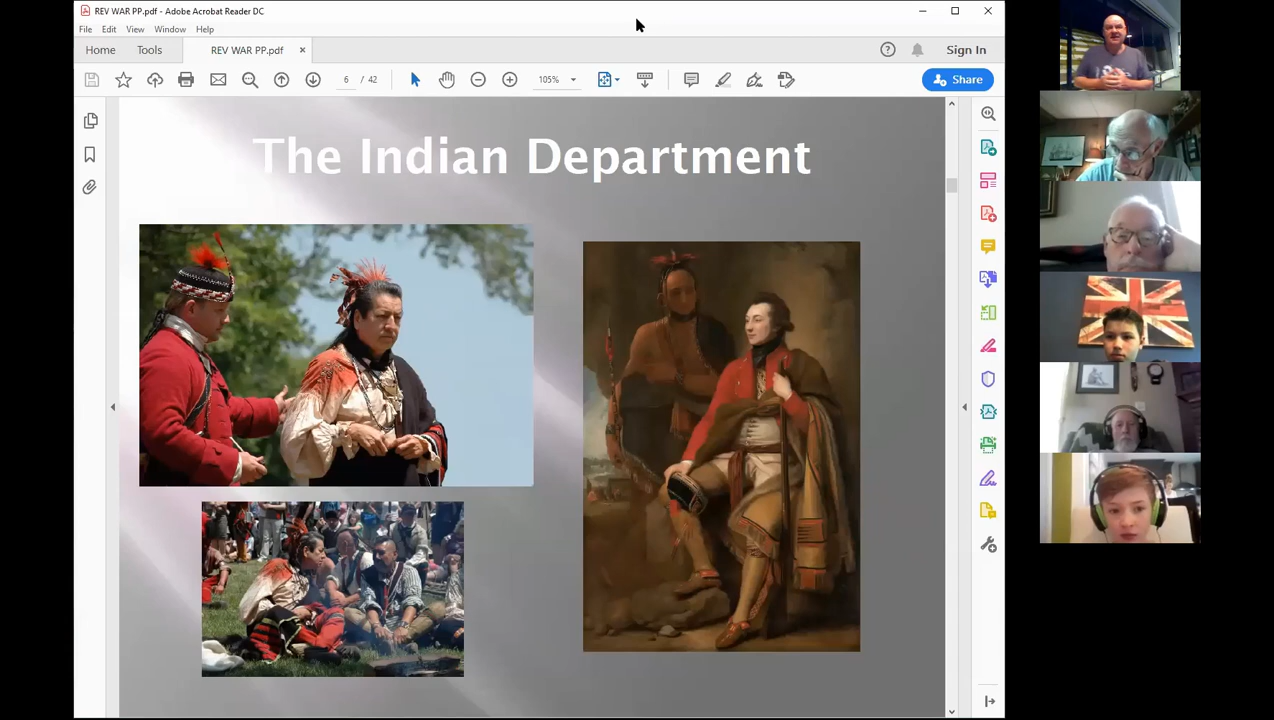 REV WAR PP.pdf - Adobe Acrobat Reader DC
File Edit View Window Help
Home Tools REV WAR PP.pdf × Sign In
6 / 42 105% Share
The Indian Department